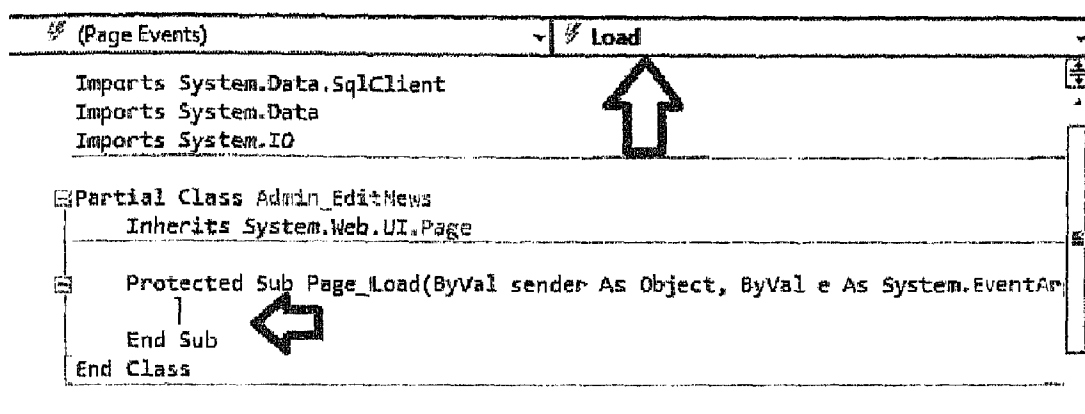 (Page Events) Load
Imports System.Data.SqlClient
Imports System.Data
Imports System.IO
Partial Class Admin_EditNews
Inherits System.Web.UI.Page
Protected Sub Page_Load(ByVal sender As Object, ByVal e As System.EventAr
End Sub
End Class